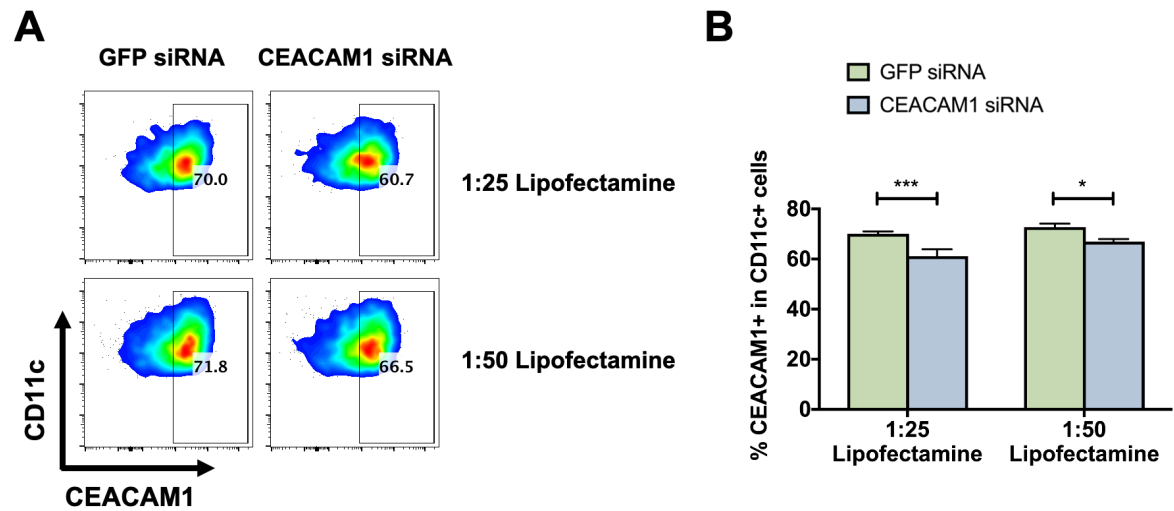 A
GFP siRNA
CEACAM1 siRNA
70.0
60.7
1:25 Lipofectamine
71.8
66.5
1:50 Lipofectamine
CD11c
CEACAM1
B
GFP siRNA
CEACAM1 siRNA
% CEACAM1+ in CD11c+ cells
80
60
40
20
0
***
*
1:25
Lipofectamine
1:50
Lipofectamine